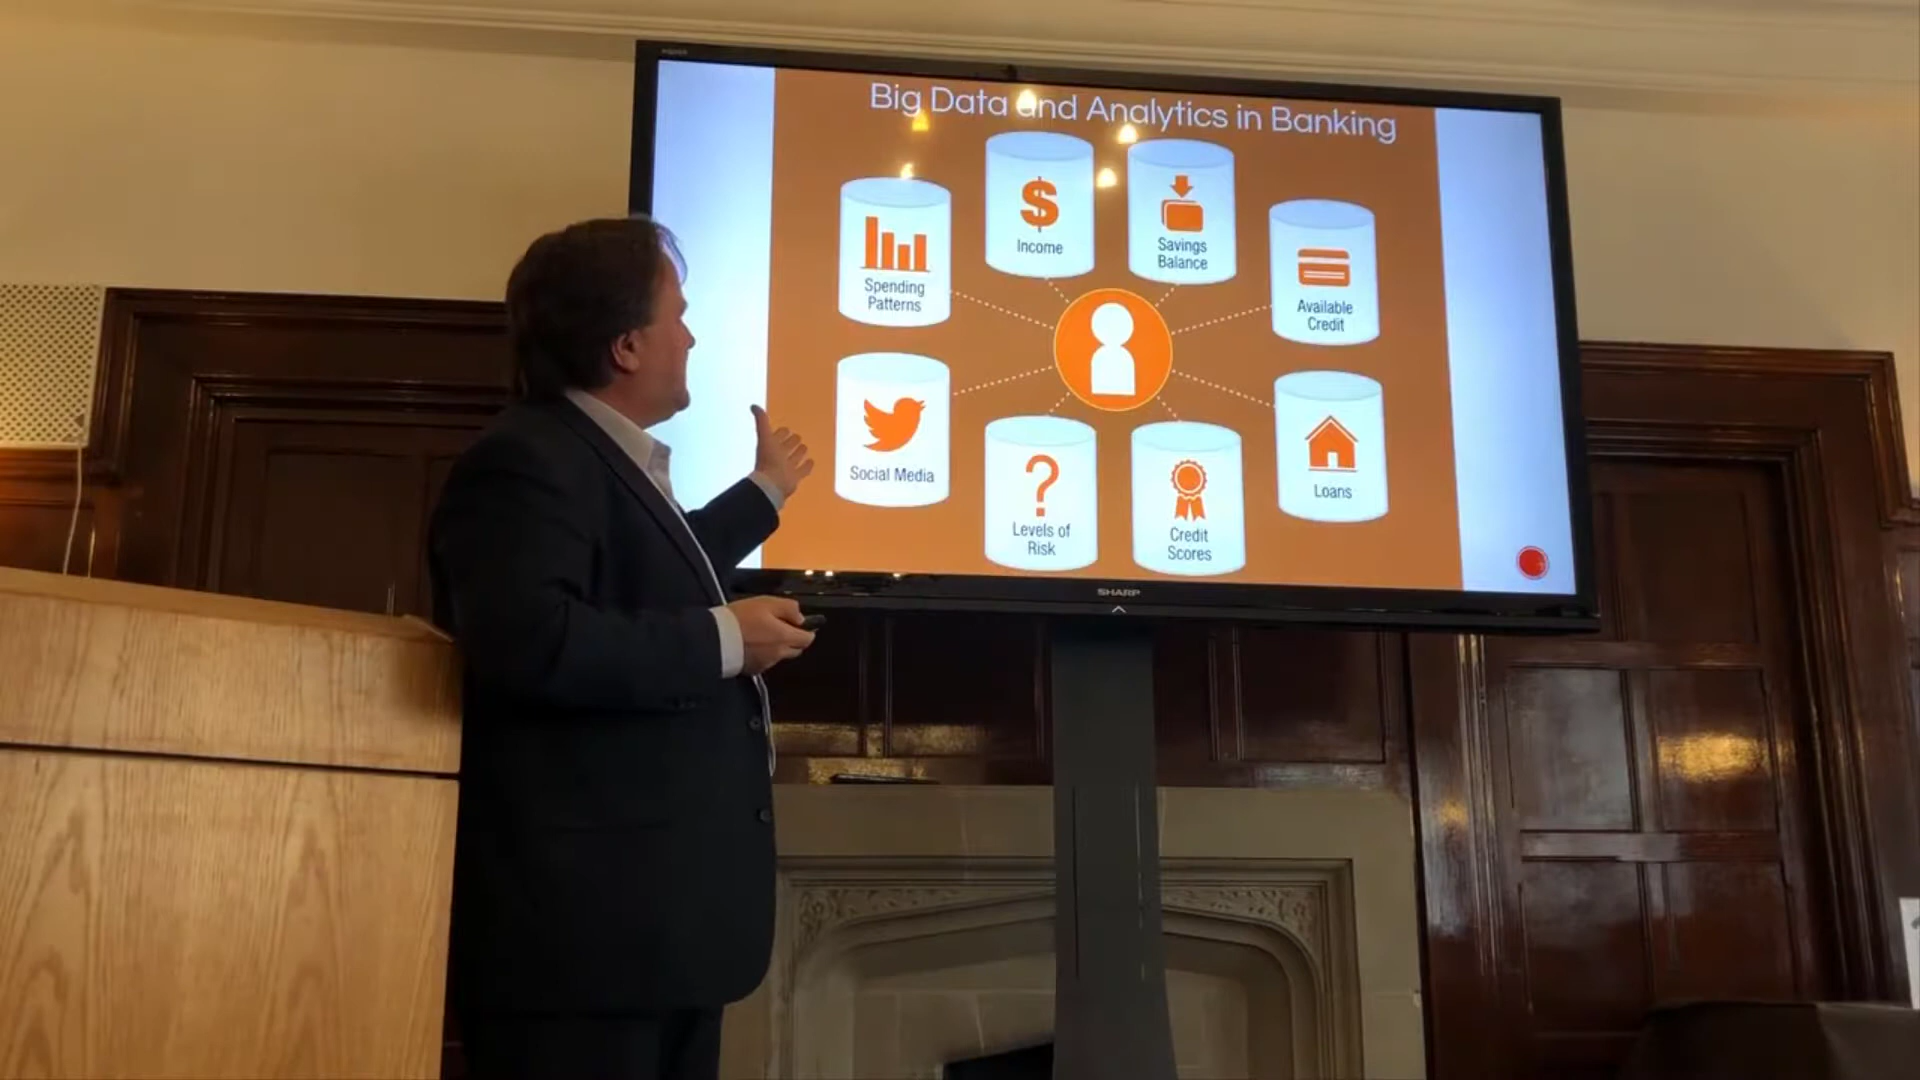 Big Data and Analytics in Banking
Income
Savings
Balance
Spending
Patterns
Available
Credit
Social Media
Levels of
Risk
Credit
Scores
Loans
SHARP